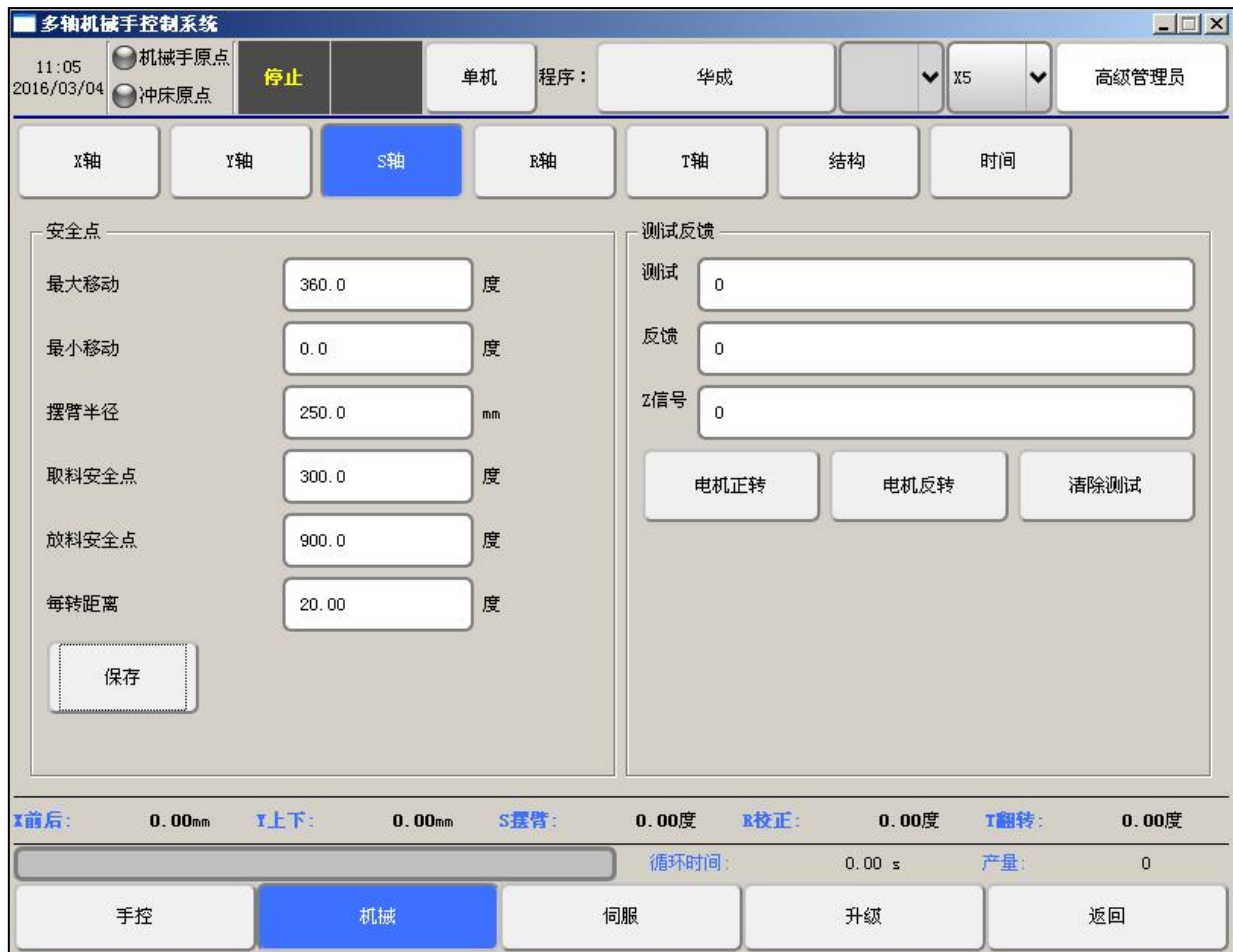 多轴机械手控制系统
11:05 机械手原点 停止 单机 程序： 华成 X5 高级管理员
2016/03/04 冲床原点
X轴 Y轴 S轴 R轴 T轴 结构 时间
安全点
最大移动 360.0 度
最小移动 0.0 度
摆臂半径 250.0 mm
取料安全点 300.0 度
放料安全点 900.0 度
每转距离 20.00 度
保存
测试反馈
测试 0
反馈 0
Z信号 0
电机正转 电机反转 清除测试
X前后: 0.00mm Y上下: 0.00mm S摆臂: 0.00度 R校正: 0.00度 T翻转: 0.00度
循环时间: 0.00 s 产量: 0
手控 机械 伺服 升级 返回